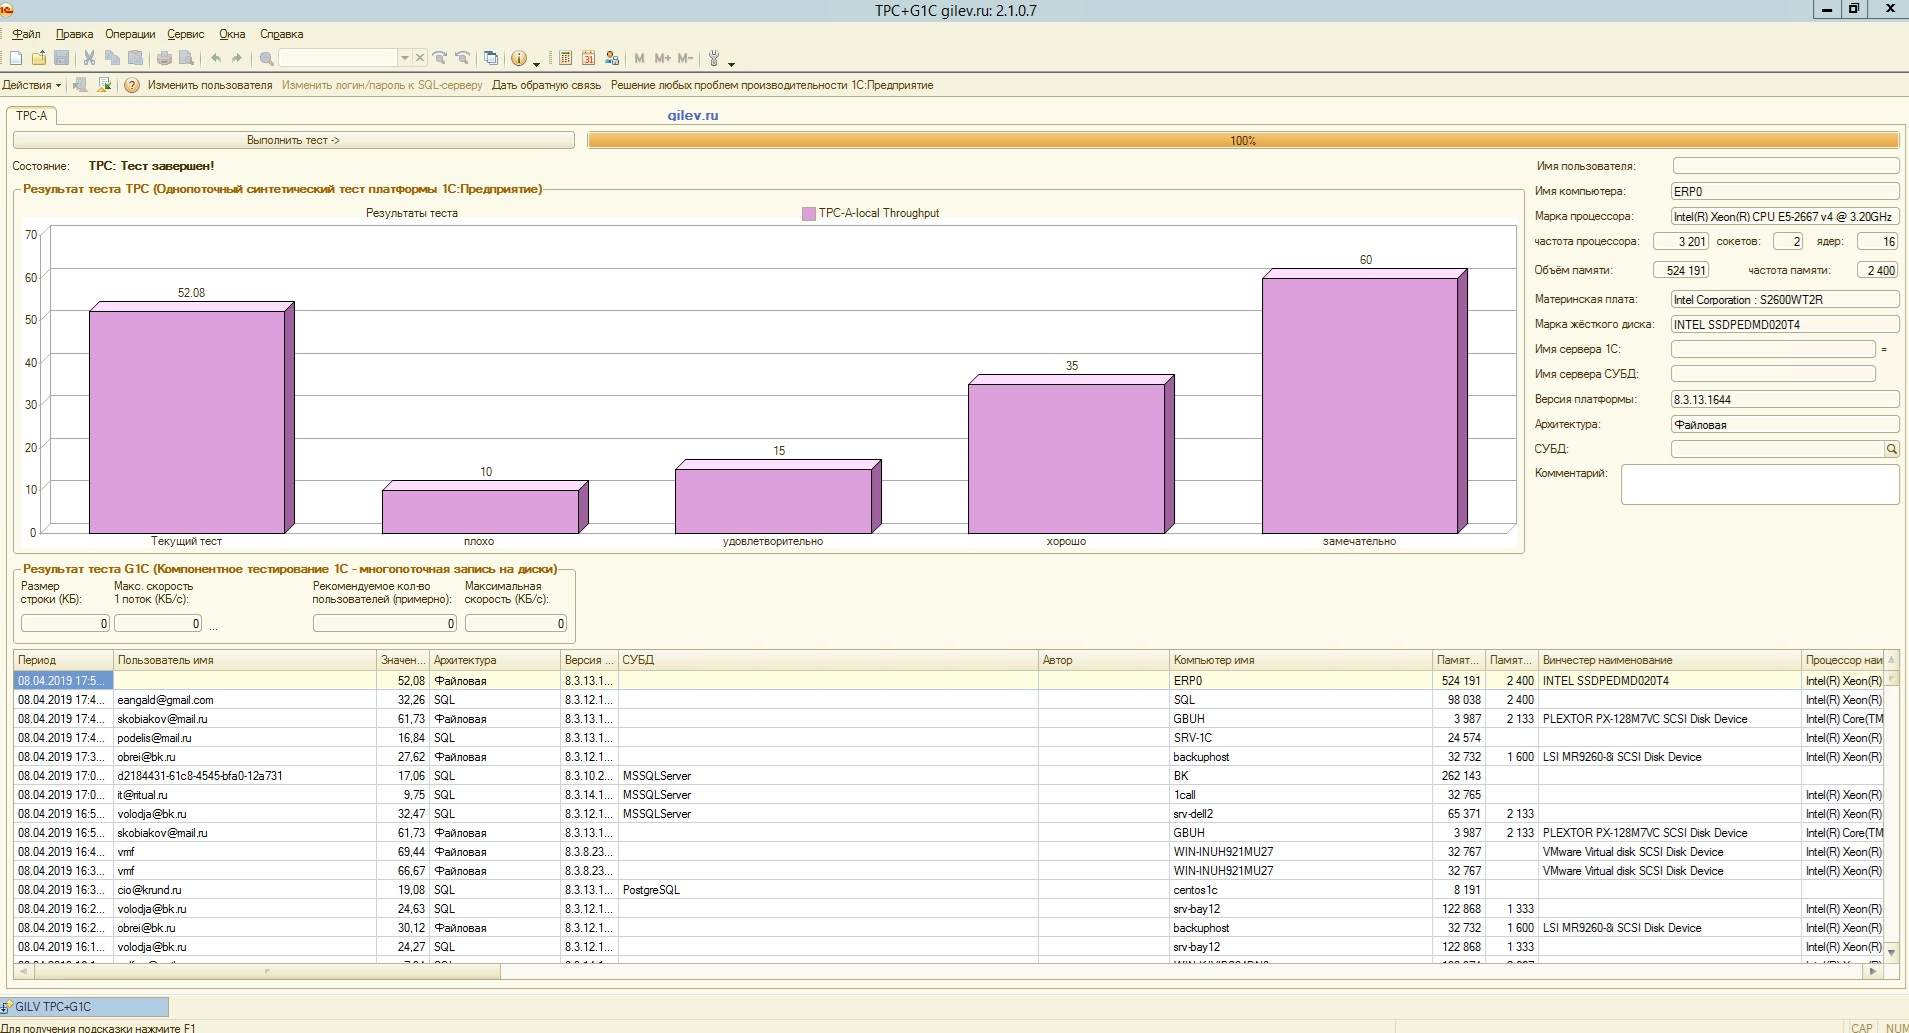 TPC+G1C gilev.ru: 2.1.0.7
Файл Правка Операции Сервис Окна Справка
M M+ M-
Действия Изменить пользователя Изменить логин/пароль к SQL-серверу Дать обратную связь Решение любых проблем производительности 1С:Предприятие
TPC-A gilev.ru
Выполнить тест -> 100%
Состояние: TPC: Тест завершен!
Результат теста TPC (Однопоточный синтетический тест платформы 1С:Предприятие)
Результаты теста TPC-A-local Throughput
70
60
50
40
30
20
10
0
52.08
10
15
35
60
Текущий тест плохо удовлетворительно хорошо замечательно
Имя пользователя:
Имя компьютера: ERP0
Марка процессора: Intel(R) Xeon(R) CPU E5-2667 v4 @ 3.20GHz
частота процессора: 3 201 сокетов: 2 ядер: 16
Объём памяти: 524 191 частота памяти: 2 400
Материнская плата: Intel Corporation : S2600WT2R
Марка жёсткого диска: INTEL SSDPEDMD020T4
Имя сервера 1С: =
Имя сервера СУБД:
Версия платформы: 8.3.13.1644
Архитектура: Файловая
СУБД:
Комментарий:
Результат теста G1C (Компонентное тестирование 1С - многопоточная запись на диски)
Размер строки (КБ): Макс. скорость 1 поток (КБ/с): Рекомендуемое кол-во пользователей (примерно): Максимальная скорость (КБ/с):
0 0 ... 0 0
Период Пользователь имя Значен... Архитектура Версия ... СУБД Автор Компьютер имя Памят... Памят... Винчестер наименование Процессор наи
08.04.2019 17:5... 52,08 Файловая 8.3.13.1... ERP0 524 191 2 400 INTEL SSDPEDMD020T4 Intel(R) Xeon(R)
08.04.2019 17:4... eangald@gmail.com 32,26 SQL 8.3.12.1... SQL 98 038 2 400 Intel(R) Xeon(R)
08.04.2019 17:4... skobiakov@mail.ru 61,73 Файловая 8.3.13.1... GBUH 3 987 2 133 PLEXTOR PX-128M7VC SCSI Disk Device Intel(R) Core(TM
08.04.2019 17:4... podelis@mail.ru 16,84 SQL 8.3.13.1... SRV-1C 24 574 Intel(R) Xeon(R)
08.04.2019 17:3... obrei@bk.ru 27,62 Файловая 8.3.12.1... backuphost 32 732 1 600 LSI MR9260-8i SCSI Disk Device Intel(R) Xeon(R)
08.04.2019 17:0... d2184431-61c8-4545-bfa0-12a731 17,06 SQL 8.3.10.2... MSSQLServer BK 262 143
08.04.2019 17:0... it@ritual.ru 9,75 SQL 8.3.14.1... MSSQLServer 1call 32 765 Intel(R) Xeon(R)
08.04.2019 16:5... volodja@bk.ru 32,47 SQL 8.3.12.1... MSSQLServer srv-dell2 65 371 2 133 Intel(R) Xeon(R)
08.04.2019 16:5... skobiakov@mail.ru 61,73 Файловая 8.3.13.1... GBUH 3 987 2 133 PLEXTOR PX-128M7VC SCSI Disk Device Intel(R) Core(TM
08.04.2019 16:4... vmf 69,44 Файловая 8.3.8.23... WIN-INUH921MU27 32 767 VMware Virtual disk SCSI Disk Device Intel(R) Xeon(R)
08.04.2019 16:3... vmf 66,67 Файловая 8.3.8.23... WIN-INUH921MU27 32 767 VMware Virtual disk SCSI Disk Device Intel(R) Xeon(R)
08.04.2019 16:3... cio@krund.ru 19,08 SQL 8.3.13.1... PostgreSQL centos1c 8 191
08.04.2019 16:2... volodja@bk.ru 24,63 SQL 8.3.12.1... srv-bay12 122 868 1 333 Intel(R) Xeon(R)
08.04.2019 16:2... obrei@bk.ru 30,12 Файловая 8.3.12.1... backuphost 32 732 1 600 LSI MR9260-8i SCSI Disk Device Intel(R) Xeon(R)
08.04.2019 16:1... volodja@bk.ru 24,27 SQL 8.3.12.1... srv-bay12 122 868 1 333 Intel(R) Xeon(R)
GILV TPC+G1C
Для получения подсказки нажмите F1 CAP NUM